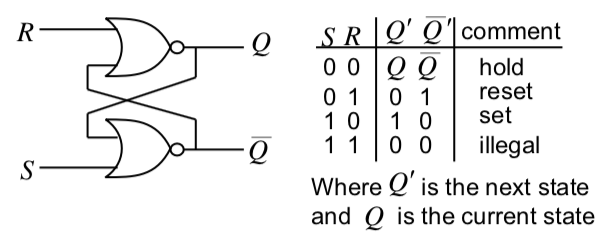 R
Q
Q̅
S
S R Q' Q̅' comment
0 0 Q Q̅ hold
0 1 0 1 reset
1 0 1 0 set
1 1 0 0 illegal
Where Q' is the next state
and Q is the current state